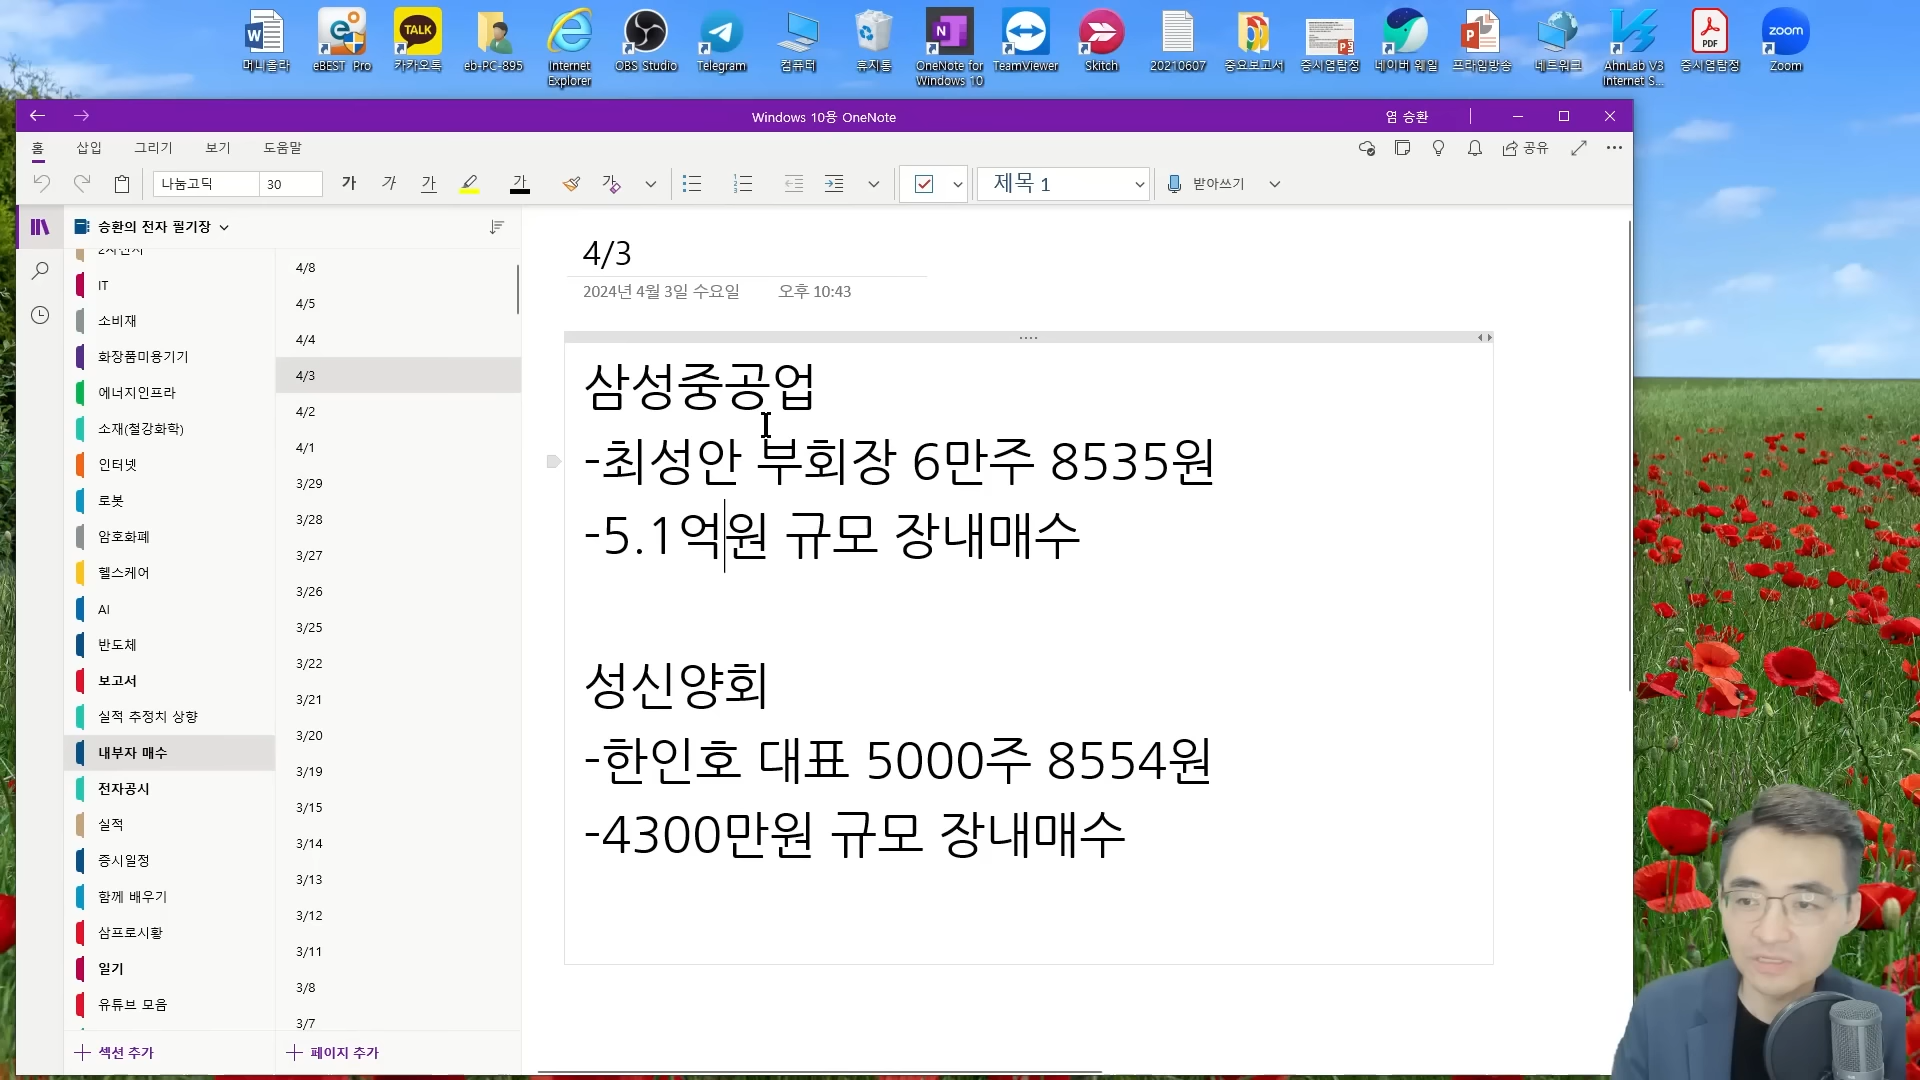 머니올라
eBEST Pro
카카오톡
eb-PC-895
Internet Explorer
OBS Studio
Telegram
컴퓨터
휴지통
OneNote for Windows 10
TeamViewer
Skitch
20210607
중요보고서
증시염탐정
네이버 웨일
프라임방송
네트워크
AhnLab V3 Internet S...
증시염탐정
Zoom
TALK
PDF
zoom
Windows 10용 OneNote
염 승환
홈
삽입
그리기
보기
도움말
공유
나눔고딕
30
가
가
가
가
가
제목 1
받아쓰기
승환의 전자 필기장
2차전지
IT
소비재
화장품미용기기
에너지인프라
소재(철강화학)
인터넷
로봇
암호화폐
헬스케어
AI
반도체
보고서
실적 추정치 상향
내부자 매수
전자공시
실적
증시일정
함께 배우기
삼프로시황
일기
유튜브 모음
섹션 추가
4/8
4/5
4/4
4/3
4/2
4/1
3/29
3/28
3/27
3/26
3/25
3/22
3/21
3/20
3/19
3/15
3/14
3/13
3/12
3/11
3/8
3/7
페이지 추가
4/3
2024년 4월 3일 수요일 오후 10:43
삼성중공업
-최성안 부회장 6만주 8535원
-5.1억원 규모 장내매수
성신양회
-한인호 대표 5000주 8554원
-4300만원 규모 장내매수